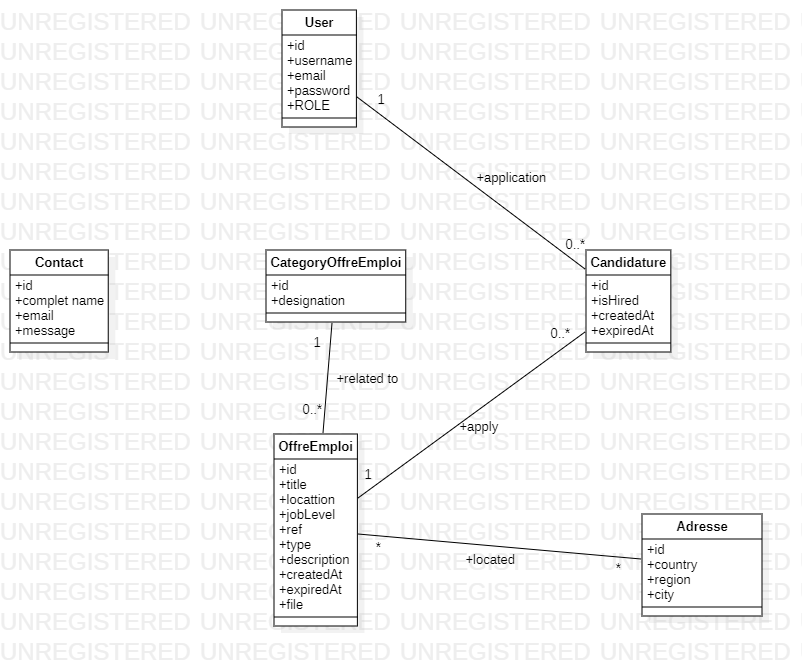 User
+id
+username
+email
+password
+ROLE
1
+application
0..*
Contact
+id
+complet name
+email
+message
CategoryOffreEmploi
+id
+designation
Candidature
+id
+isHired
+createdAt
+expiredAt
1
+related to
0..*
0..*
+apply
1
OffreEmploi
+id
+title
+locattion
+jobLevel
+ref
+type
+description
+createdAt
+expiredAt
+file
*
+located
*
Adresse
+id
+country
+region
+city
UNREGISTERED UNREGISTERED UNREGISTERED UNREGISTERED